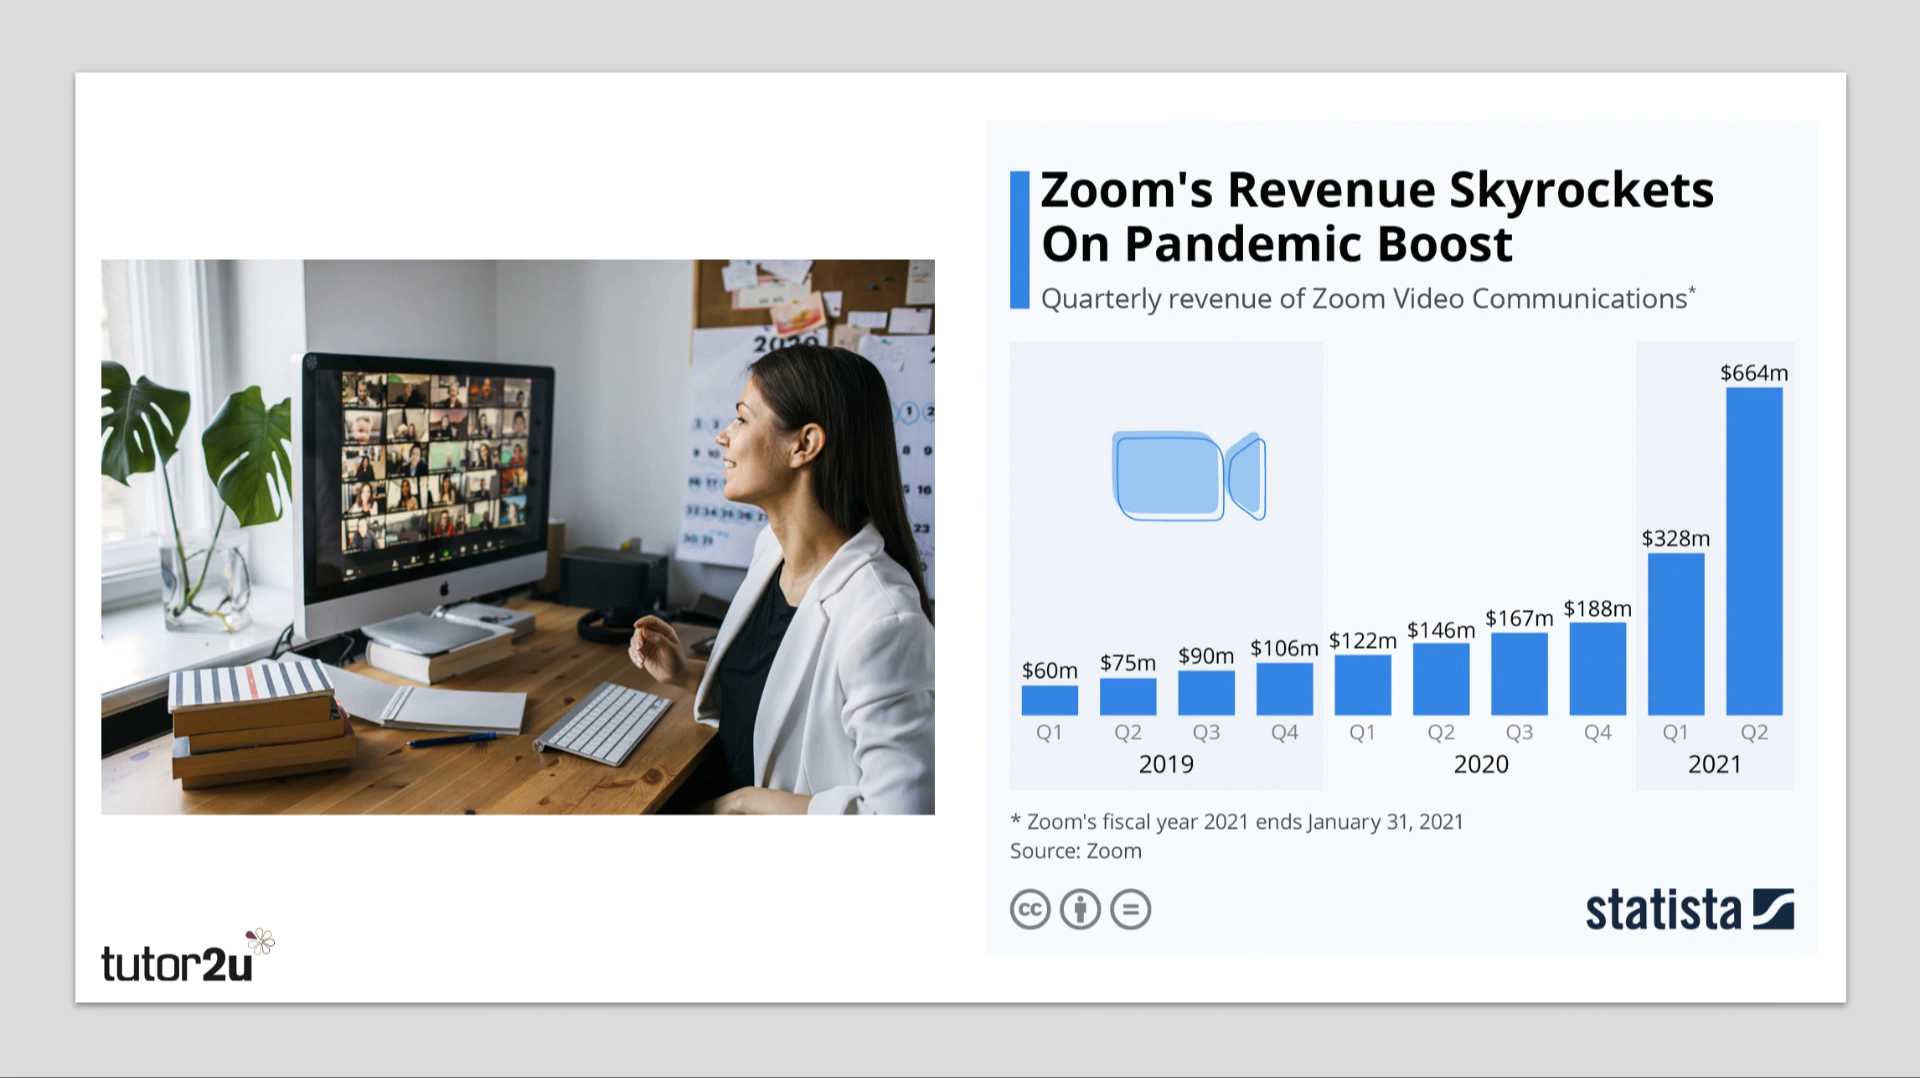 2020
Zoom's Revenue Skyrockets
On Pandemic Boost
Quarterly revenue of Zoom Video Communications*
$60m
$75m
$90m
$106m
$122m
$146m
$167m
$188m
$328m
$664m
Q1 Q2 Q3 Q4 Q1 Q2 Q3 Q4 Q1 Q2
2019 2020 2021
* Zoom's fiscal year 2021 ends January 31, 2021
Source: Zoom
cc
statista
tutor2u